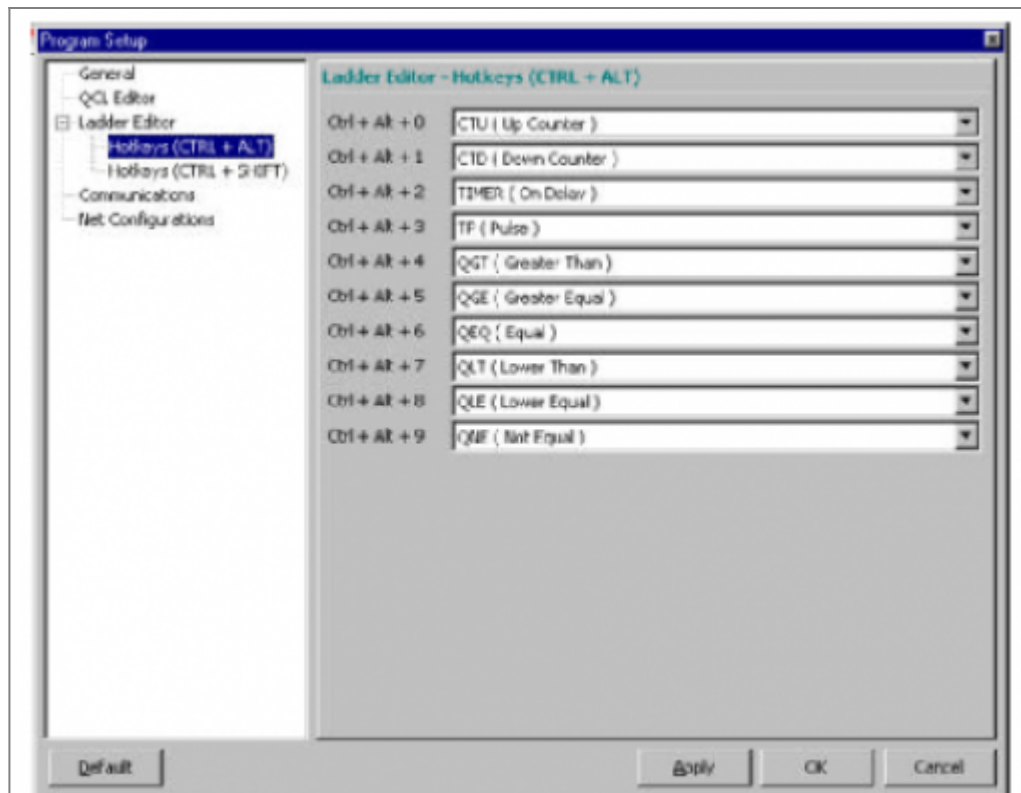 Program Setup
General
QCL Editor
Ladder Editor
Hotkeys (CTRL + ALT)
Hotkeys (CTRL + SHIFT)
Communications
Net Configurations
Ladder Editor - Hotkeys (CTRL + ALT)
Ctrl + Alt + 0 CTU ( Up Counter )
Ctrl + Alt + 1 CTD ( Down Counter )
Ctrl + Alt + 2 TIMER ( On Delay )
Ctrl + Alt + 3 TP ( Pulse )
Ctrl + Alt + 4 QGT ( Greater Than )
Ctrl + Alt + 5 QGE ( Greater Equal )
Ctrl + Alt + 6 QEQ ( Equal )
Ctrl + Alt + 7 QLT ( Lower Than )
Ctrl + Alt + 8 QLE ( Lower Equal )
Ctrl + Alt + 9 QNE ( Not Equal )
Default Apply OK Cancel